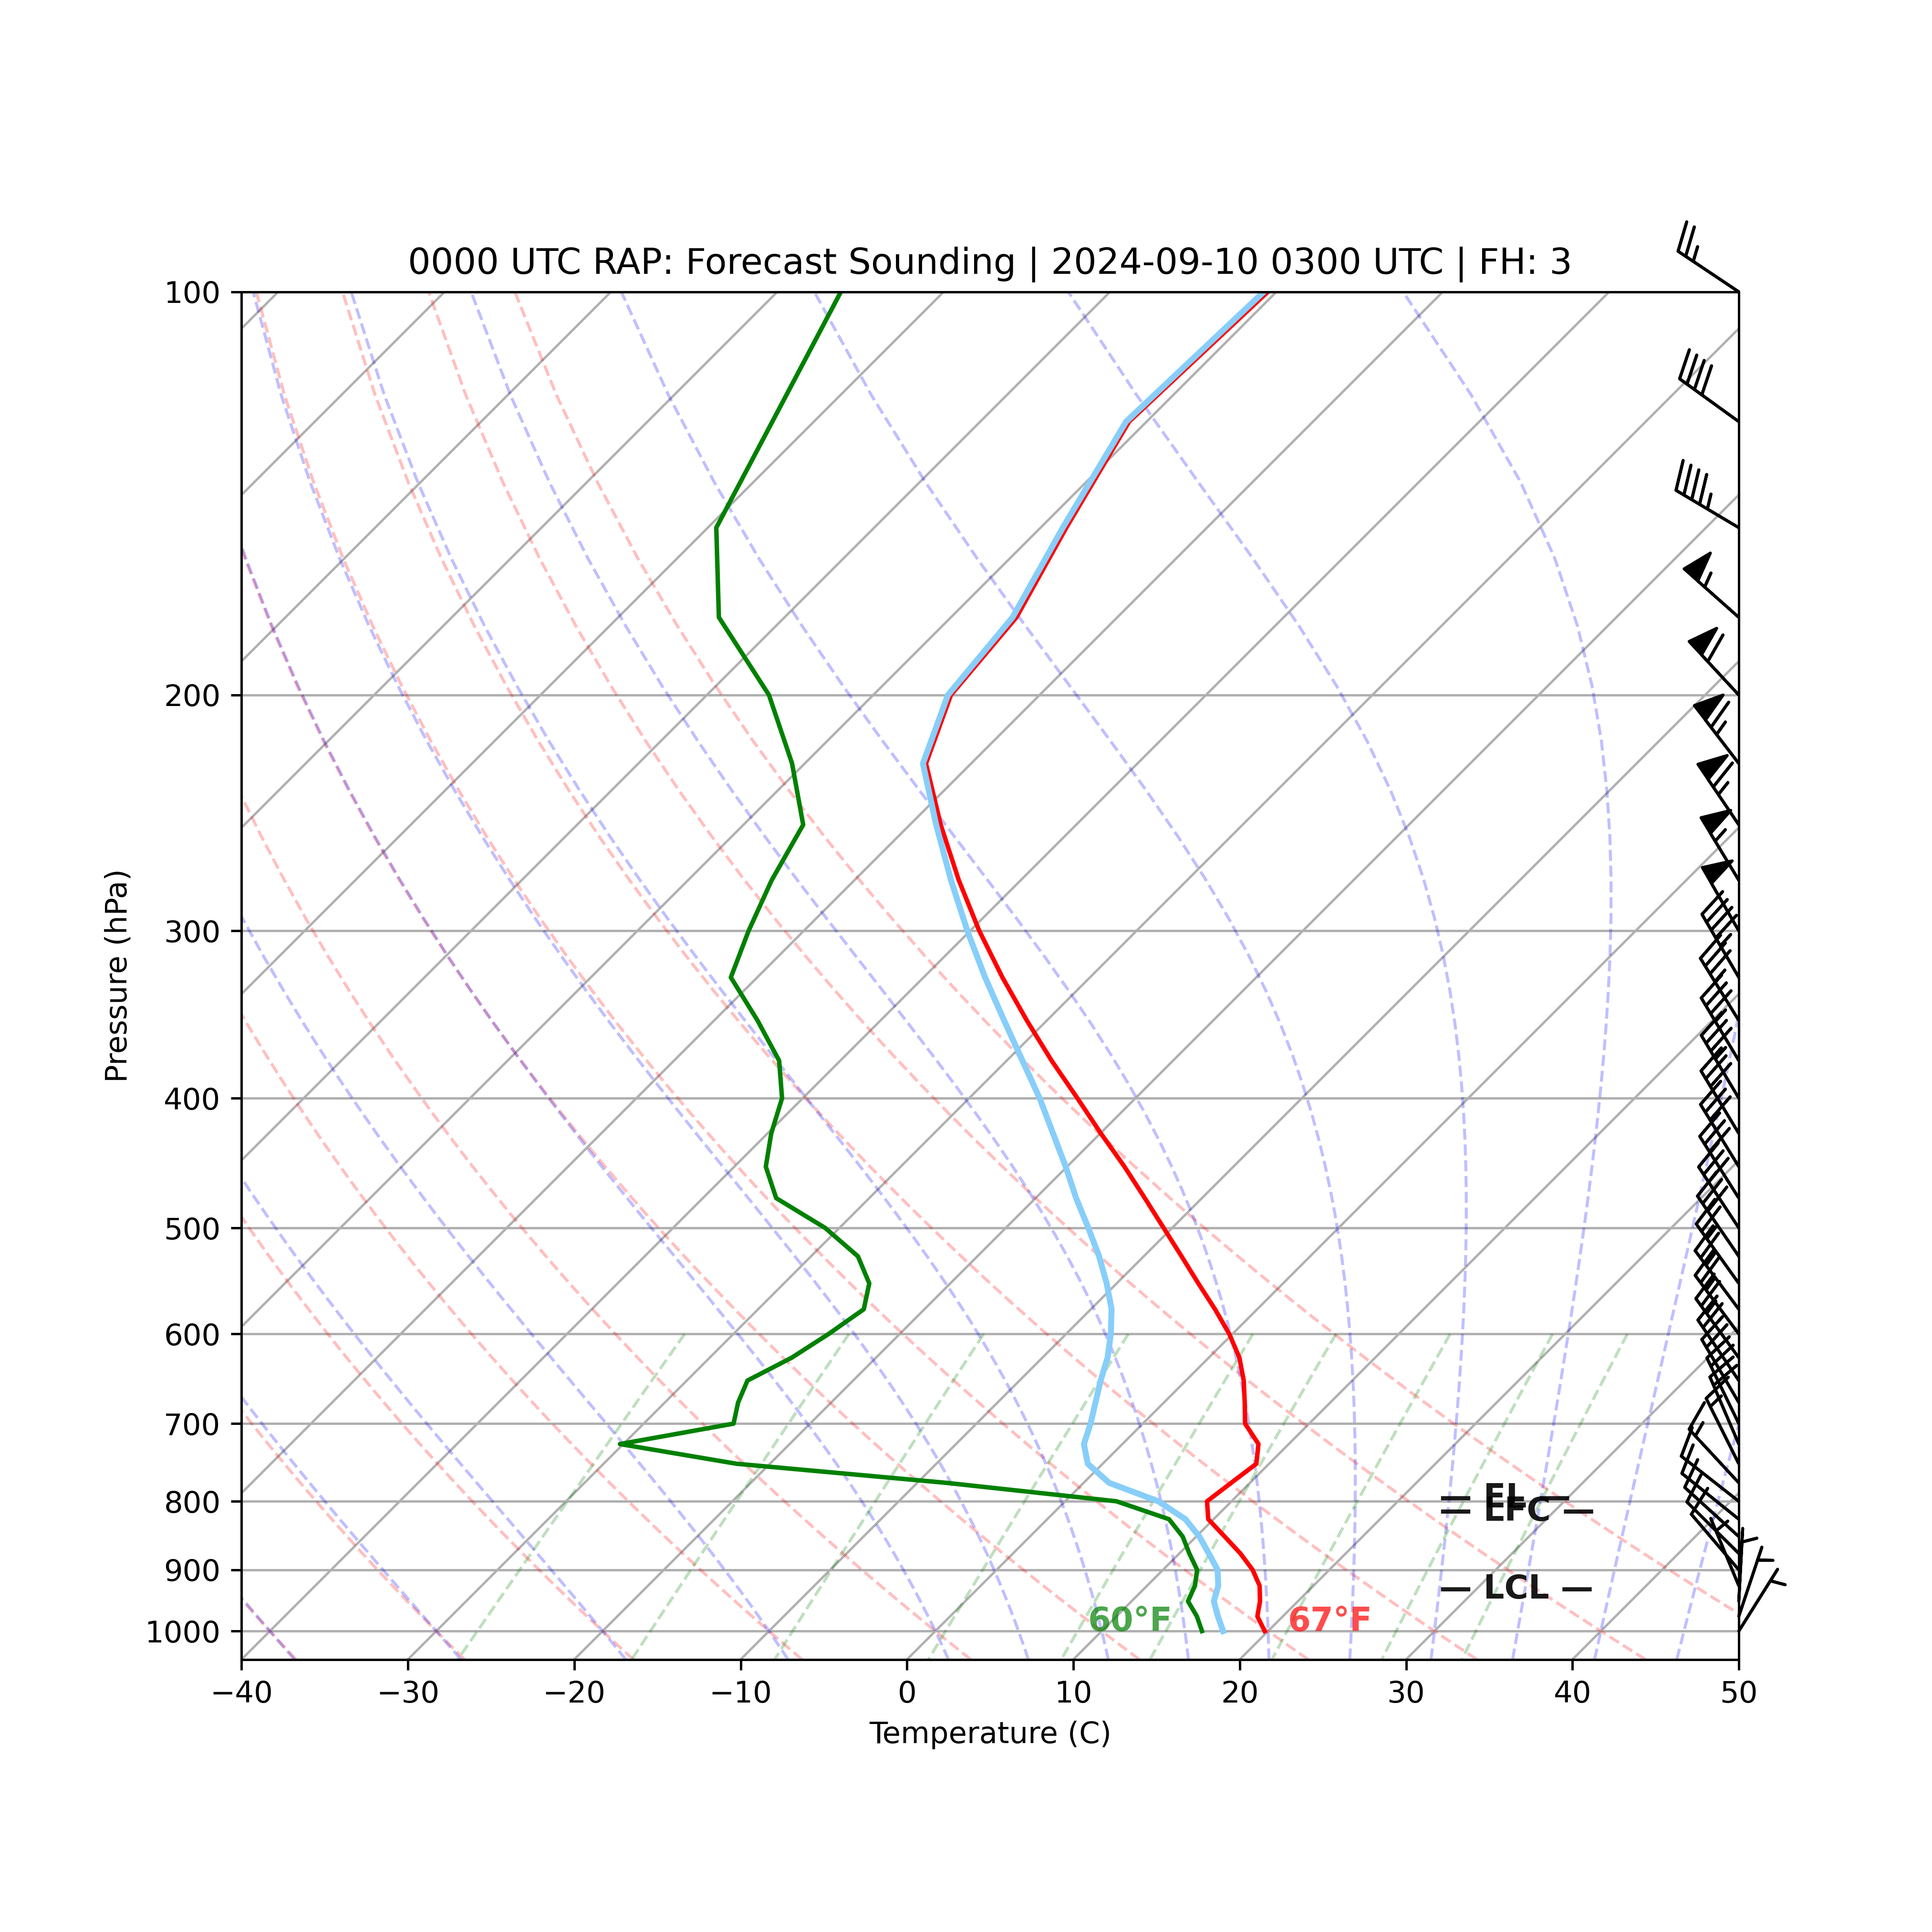 0000 UTC RAP: Forecast Sounding | 2024-09-10 0300 UTC | FH: 3
100
200
300
400
500
600
700
800
900
1000
Pressure (hPa)
— EL —
— LFC —
— LCL —
60°F
67°F
−40 −30 −20 −10 0 10 20 30 40 50
Temperature (C)